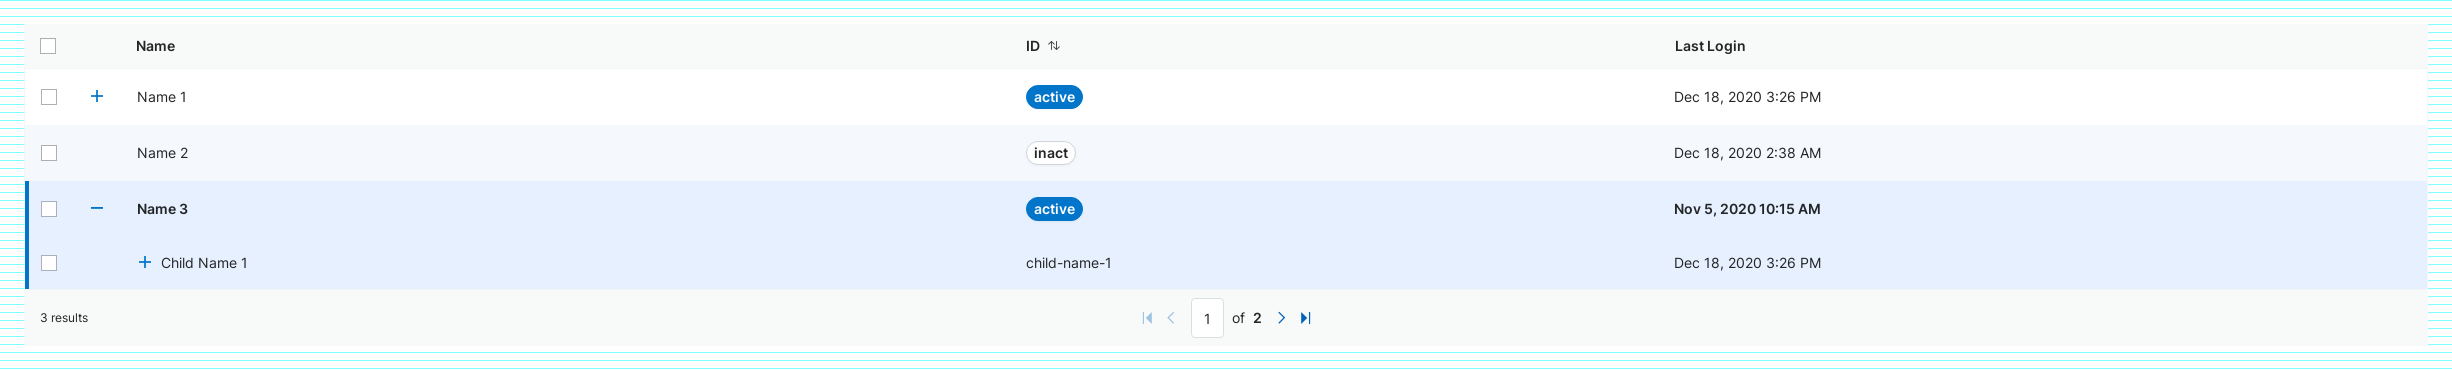 Name ID Last Login
Name 1 active Dec 18, 2020 3:26 PM
Name 2 inact Dec 18, 2020 2:38 AM
Name 3 active Nov 5, 2020 10:15 AM
Child Name 1 child-name-1 Dec 18, 2020 3:26 PM
3 results 1 of 2